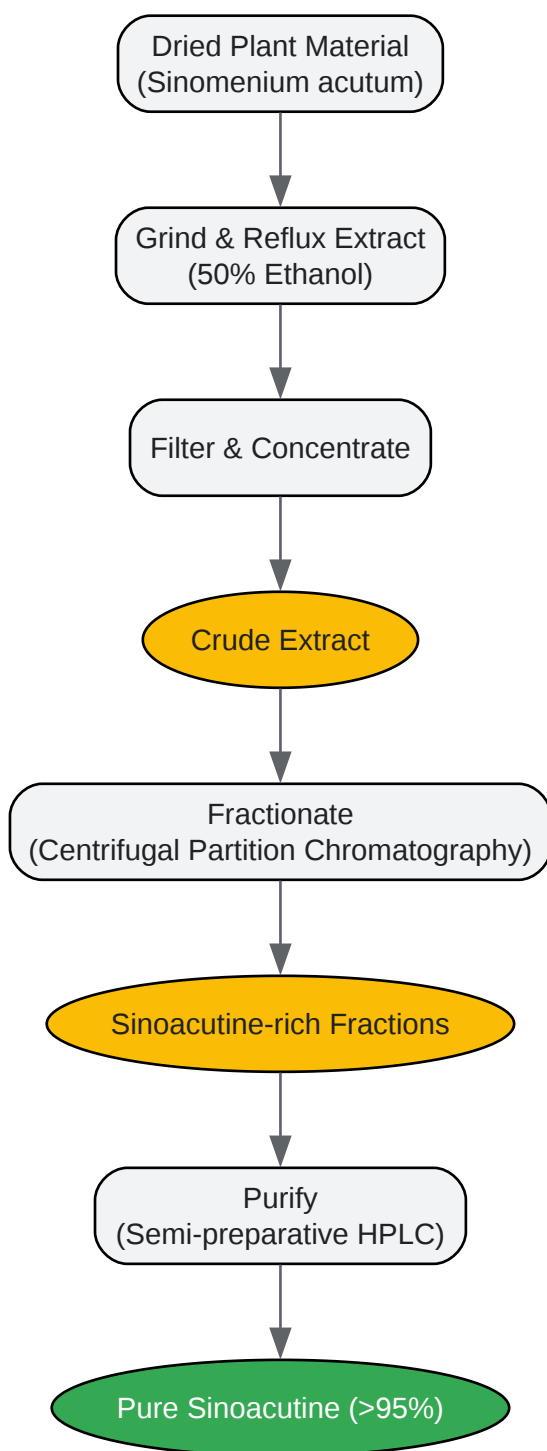 Dried Plant Material
(Sinomenium acutum)
Grind & Reflux Extract
(50% Ethanol)
Filter & Concentrate
Crude Extract
Fractionate
(Centrifugal Partition Chromatography)
Sinoacutine-rich Fractions
Purify
(Semi-preparative HPLC)
Pure Sinoacutine (>95%)